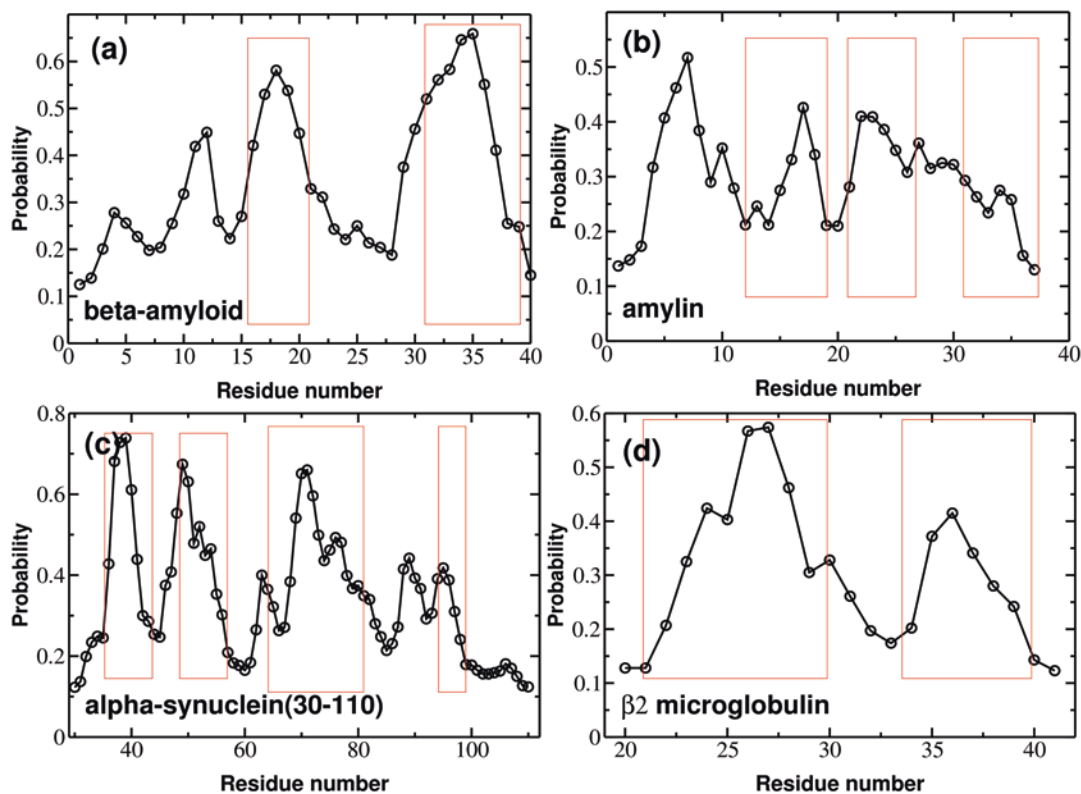 (a)
Probability
0.6
0.5
0.4
0.3
0.2
0.1
0
beta-amyloid
0 5 10 15 20 25 30 35 40
Residue number
(b)
Probability
0.5
0.4
0.3
0.2
0.1
0
amylin
0 10 20 30 40
Residue number
(c)
Probability
0.8
0.6
0.4
0.2
0
alpha-synuclein(30-110)
40 60 80 100
Residue number
(d)
Probability
0.6
0.5
0.4
0.3
0.2
0.1
0
β2 microglobulin
20 25 30 35 40
Residue number